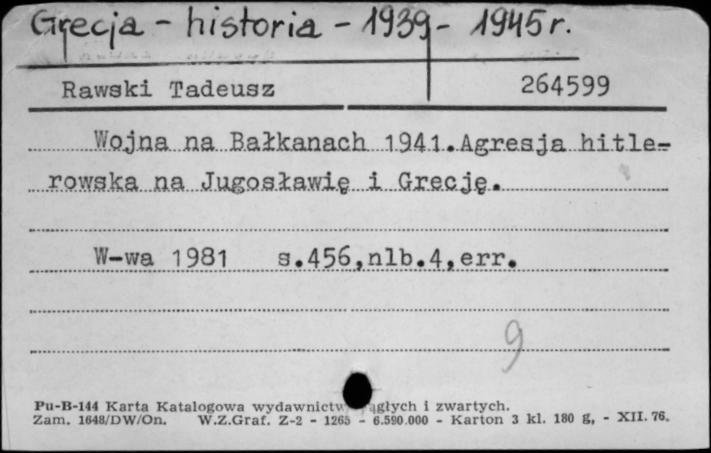 Grecja - historia - 1939 - 1945 r.
Rawski Tadeusz 264599
Wojna na Bałkanach 1941.Agresja hitle-
rowska na Jugosławię i Grecję.
W-wa 1981 s.456,nlb.4,err.
9
Pu-B-144 Karta Katalogowa wydawnictw ągłych i zwartych.
Zam. 1648/DW/On. W.Z.Graf. Z-2 - 1265 - 6.590.000 - Karton 3 kl. 180 g, - XII. 76.